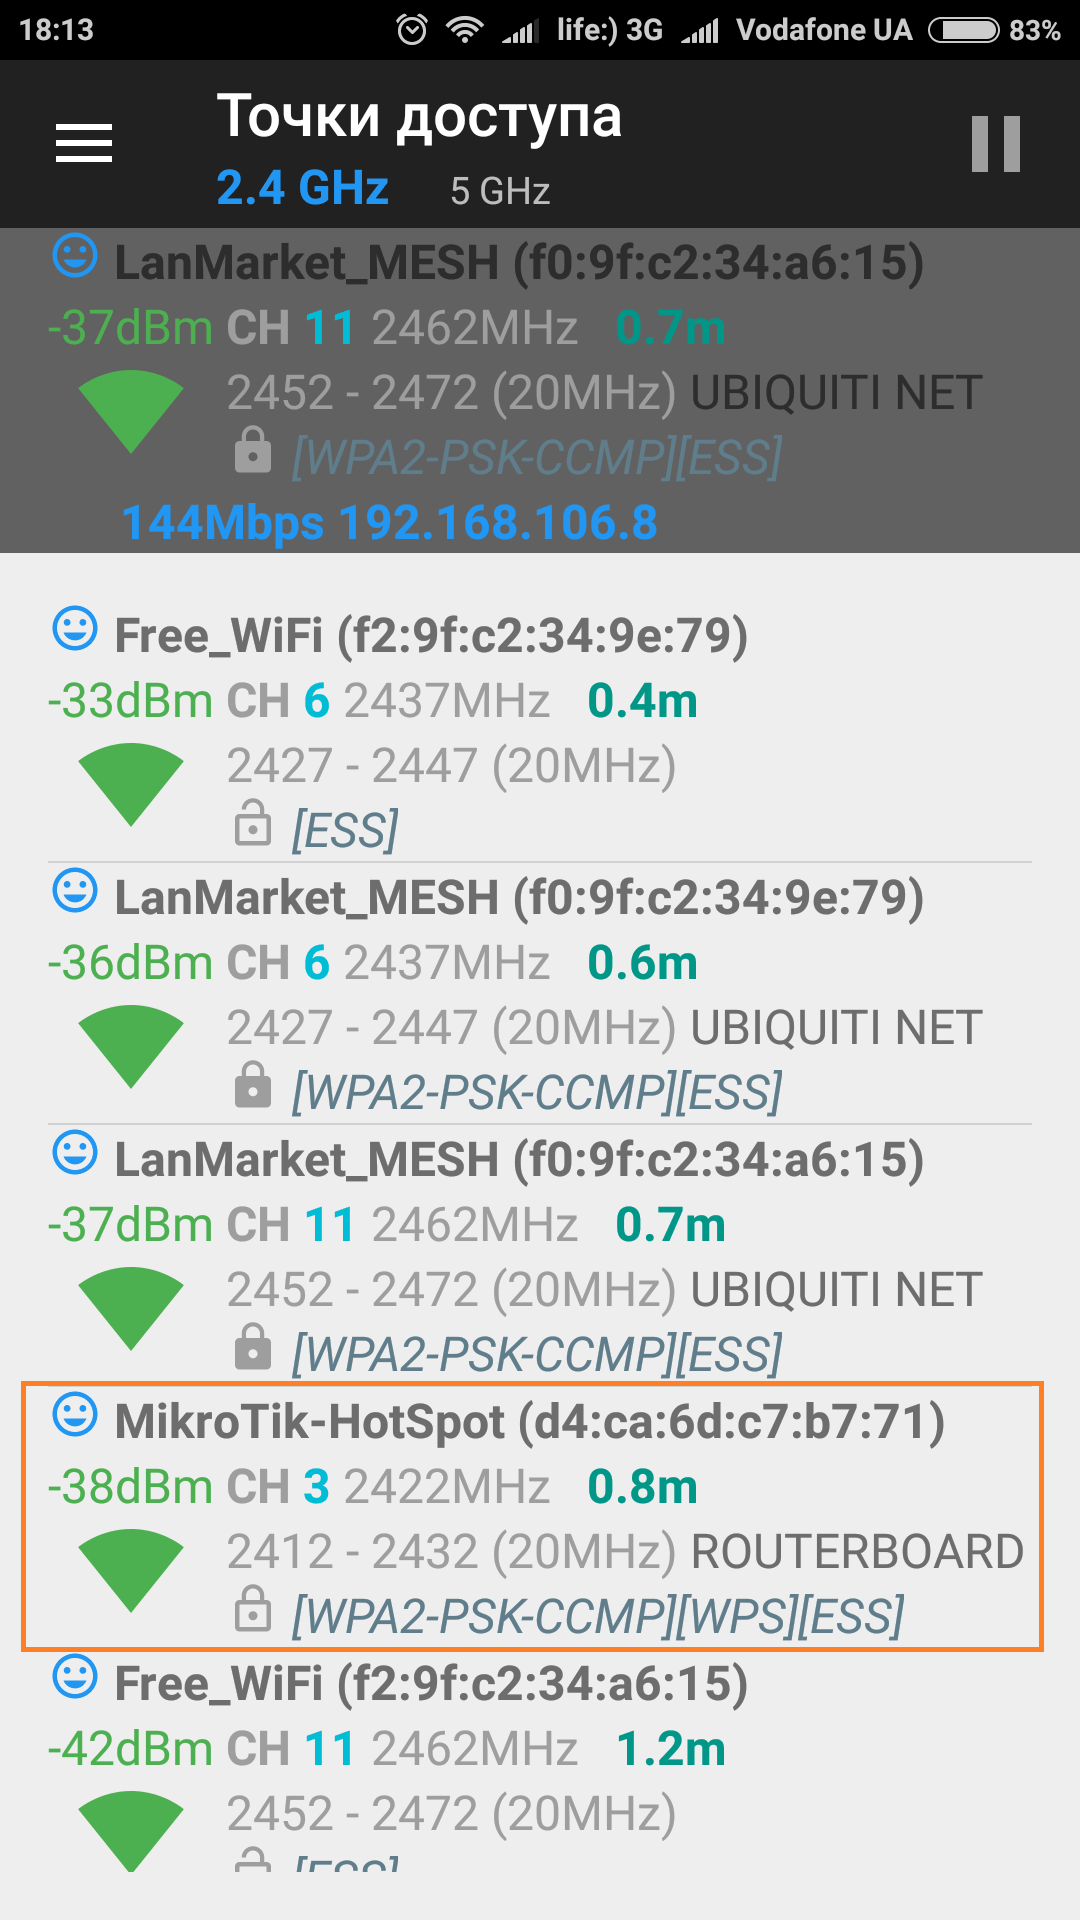 18:13 life:) 3G Vodafone UA 83%
Точки доступа
2.4 GHz 5 GHz
LanMarket_MESH (f0:9f:c2:34:a6:15)
-37dBm CH 11 2462MHz 0.7m
2452 - 2472 (20MHz) UBIQUITI NET
[WPA2-PSK-CCMP][ESS]
144Mbps 192.168.106.8
Free_WiFi (f2:9f:c2:34:9e:79)
-33dBm CH 6 2437MHz 0.4m
2427 - 2447 (20MHz)
[ESS]
LanMarket_MESH (f0:9f:c2:34:9e:79)
-36dBm CH 6 2437MHz 0.6m
2427 - 2447 (20MHz) UBIQUITI NET
[WPA2-PSK-CCMP][ESS]
LanMarket_MESH (f0:9f:c2:34:a6:15)
-37dBm CH 11 2462MHz 0.7m
2452 - 2472 (20MHz) UBIQUITI NET
[WPA2-PSK-CCMP][ESS]
MikroTik-HotSpot (d4:ca:6d:c7:b7:71)
-38dBm CH 3 2422MHz 0.8m
2412 - 2432 (20MHz) ROUTERBOARD
[WPA2-PSK-CCMP][WPS][ESS]
Free_WiFi (f2:9f:c2:34:a6:15)
-42dBm CH 11 2462MHz 1.2m
2452 - 2472 (20MHz)
[ESS]